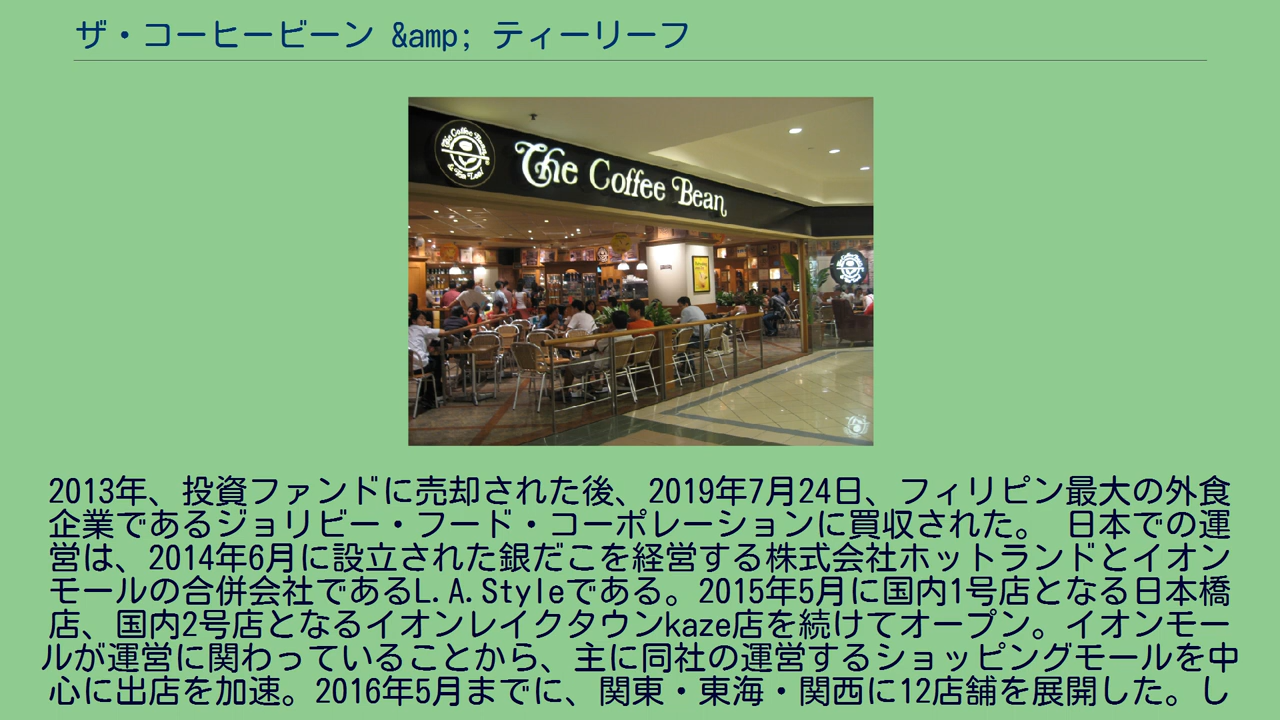 ザ・コーヒービーン &amp; ティーリーフ
The Coffee Bean
2013年、投資ファンドに売却された後、2019年7月24日、フィリピン最大の外食
企業であるジョリビー・フード・コーポレーションに買収された。 日本での運
営は、2014年6月に設立された銀だこを経営する株式会社ホットランドとイオン
モールの合併会社であるL.A.Styleである。2015年5月に国内1号店となる日本橋
店、国内2号店となるイオンレイクタウンkaze店を続けてオープン。イオンモー
ルが運営に関わっていることから、主に同社の運営するショッピングモールを中
心に出店を加速。2016年5月までに、関東・東海・関西に12店舗を展開した。し